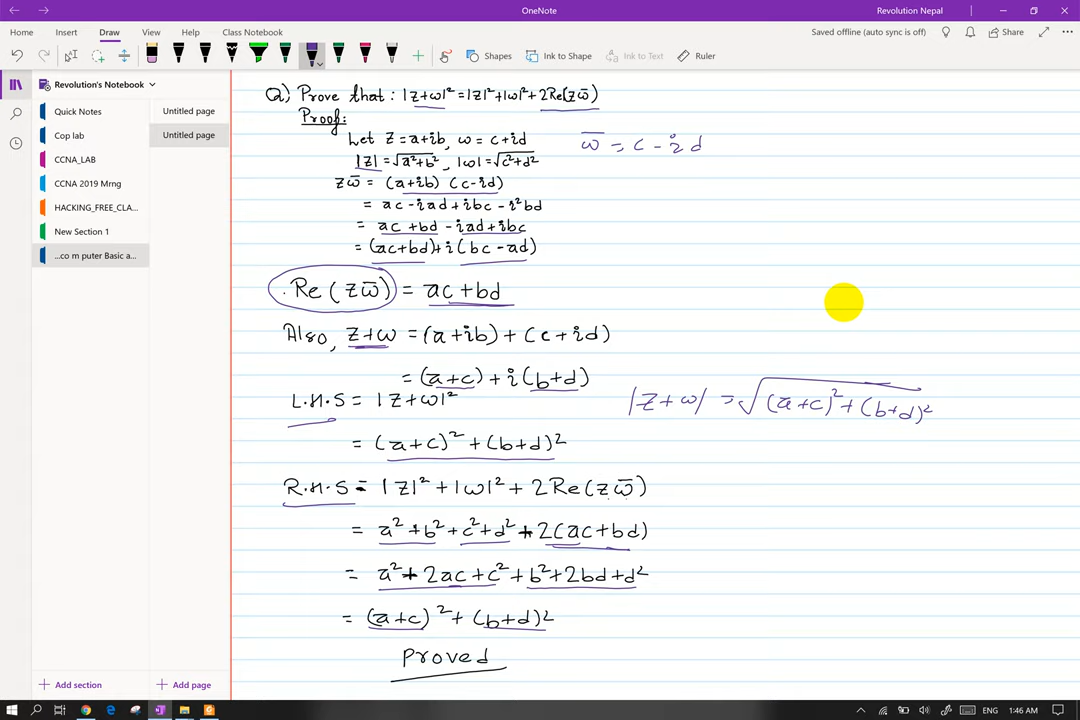 OneNote
Revolution Nepal
Home Insert Draw View Help Class Notebook
Saved offline (auto sync is off)
Share
Shapes
Ink to Shape
Ink to Text
Ink to Math
Ruler
Revolution's Notebook
Quick Notes
Cop lab
CCNA_LAB
CCNA 2019 Mrng
HACKING_FREE_CLA...
New Section 1
...co m puter Basic a...
Untitled page
Untitled page
Add section
Add page
Q) Prove that: |z+ω|²=|z|²+|ω|²+2Re(zω̅)
Proof:
Let z=a+ib, ω=c+id
ω̅ = c-id
|z|=√a²+b², |ω|=√c²+d²
zω̅ = (a+ib) (c-id)
= ac-iad+ibc-i²bd
= ac+bd-iad+ibc
= (ac+bd)+i(bc-ad)
Re(zω̅) = ac+bd
Also, z+ω =(a+ib)+(c+id)
= (a+c)+i(b+d)
L.H.S = |z+ω|²
|z+ω| =√(a+c)²+(b+d)²
= (a+c)²+(b+d)²
R.H.S = |z|²+|ω|²+2Re(zω̅)
= a²+b²+c²+d²+2(ac+bd)
= a²+2ac+c²+b²+2bd+d²
= (a+c)²+(b+d)²
Proved
ENG 1:46 AM